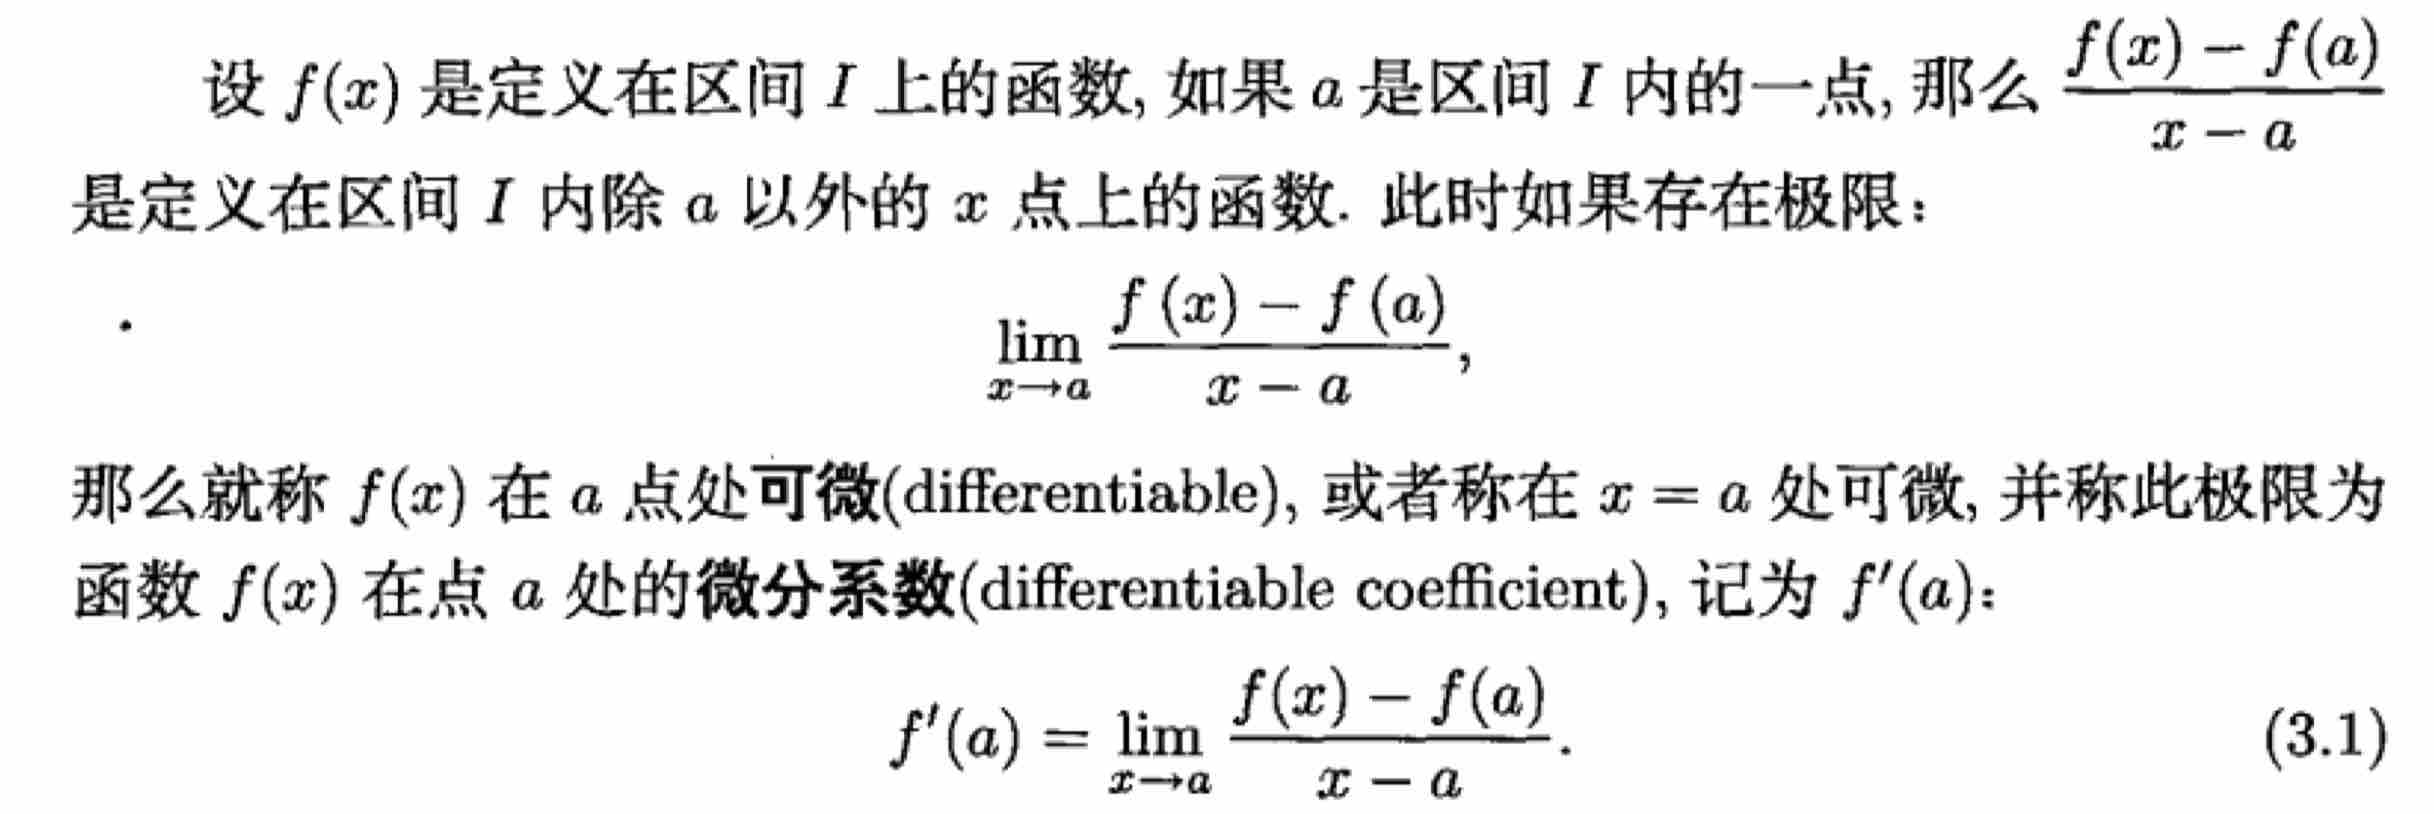 设 f(x) 是定义在区间 I 上的函数, 如果 a 是区间 I 内的一点, 那么 \frac{f(x) - f(a)}{x - a}
是定义在区间 I 内除 a 以外的 x 点上的函数. 此时如果存在极限:
\lim_{x \to a} \frac{f(x) - f(a)}{x - a},
那么就称 f(x) 在 a 点处可微(differentiable), 或者称在 x = a 处可微, 并称此极限为
函数 f(x) 在点 a 处的微分系数(differentiable coefficient), 记为 f'(a):
f'(a) = \lim_{x \to a} \frac{f(x) - f(a)}{x - a}. (3.1)